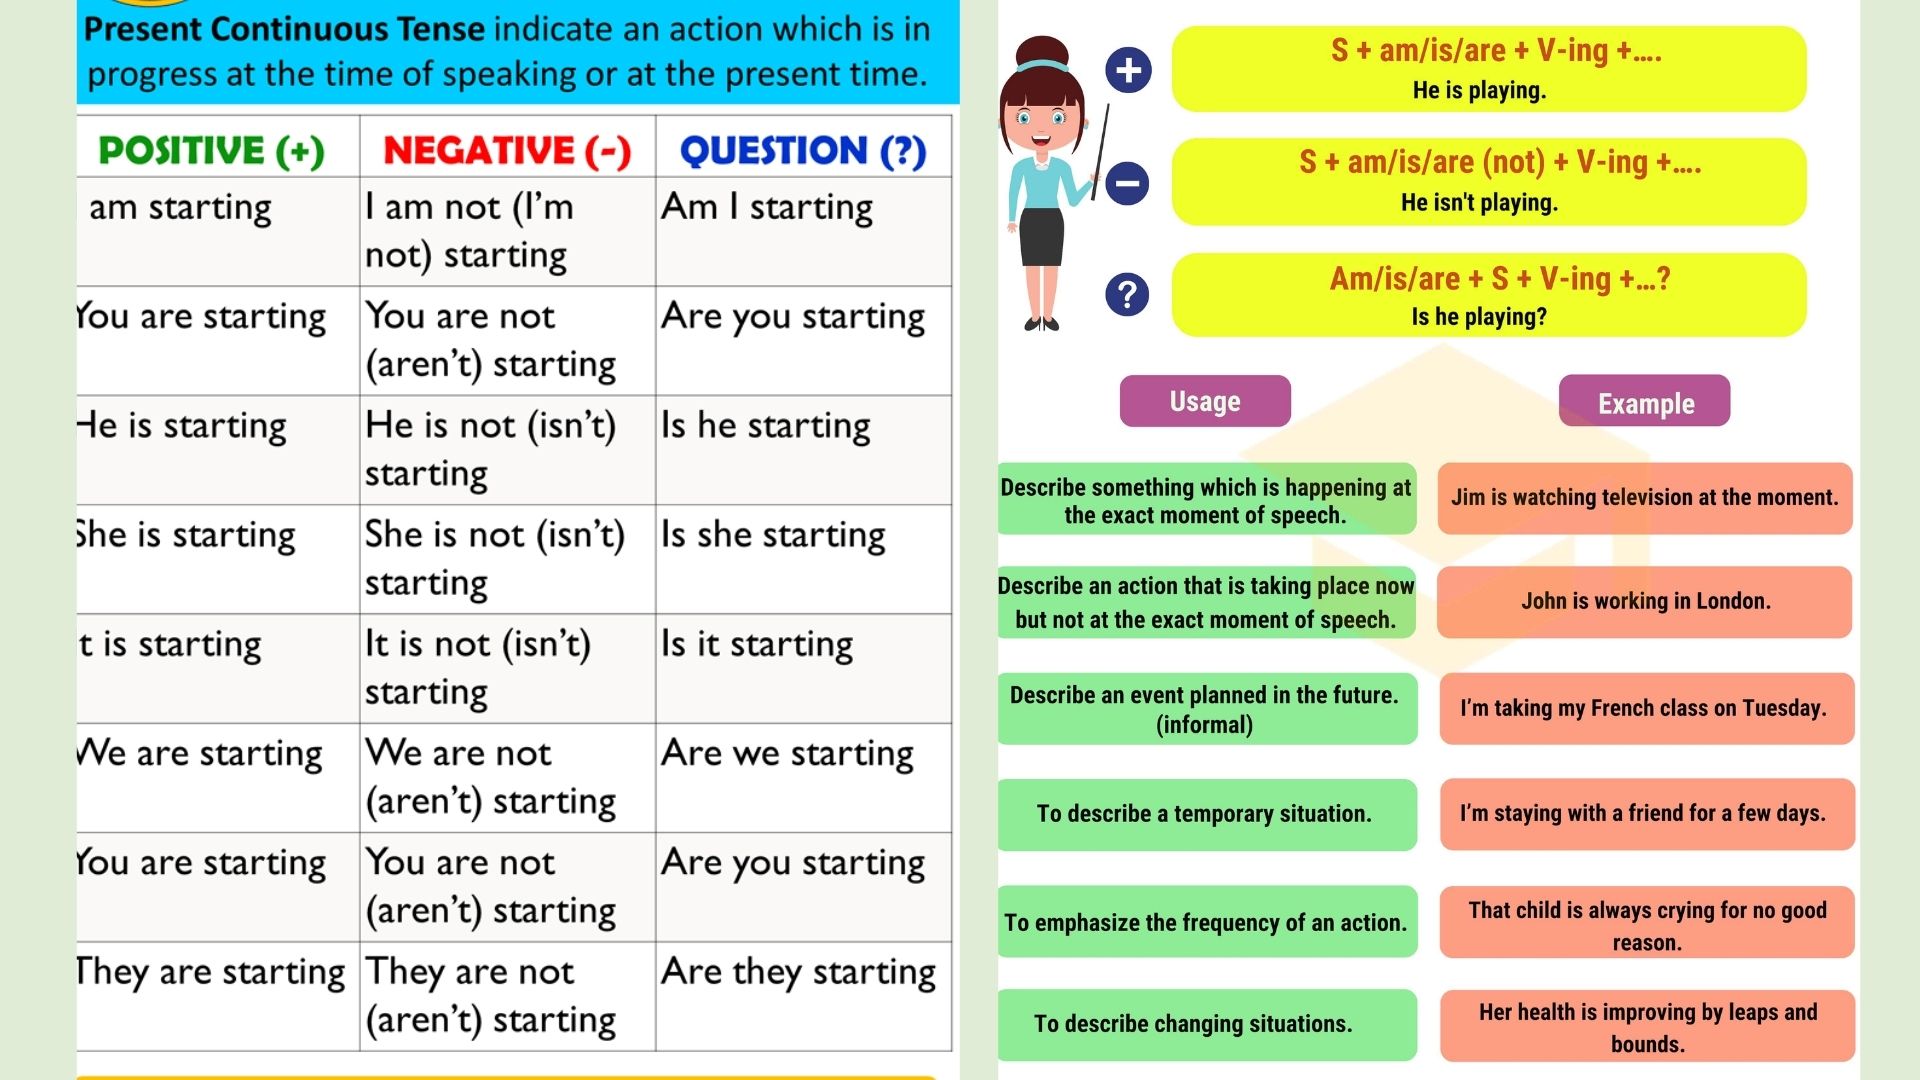 Present Continuous Tense indicate an action which is in
progress at the time of speaking or at the present time.
POSITIVE (+) NEGATIVE (-) QUESTION (?)
am starting
I am not (I’m
not) starting
Am I starting
You are starting
You are not
(aren’t) starting
Are you starting
He is starting
He is not (isn’t)
starting
Is he starting
She is starting
She is not (isn’t)
starting
Is she starting
t is starting
It is not (isn’t)
starting
Is it starting
We are starting
We are not
(aren’t) starting
Are we starting
You are starting
You are not
(aren’t) starting
Are you starting
They are starting
They are not
(aren’t) starting
Are they starting
+
S + am/is/are + V-ing +....
He is playing.
−
S + am/is/are (not) + V-ing +....
He isn't playing.
?
Am/is/are + S + V-ing +...?
Is he playing?
Usage
Example
Describe something which is happening at
the exact moment of speech.
Jim is watching television at the moment.
Describe an action that is taking place now
but not at the exact moment of speech.
John is working in London.
Describe an event planned in the future.
(informal)
I’m taking my French class on Tuesday.
To describe a temporary situation.
I’m staying with a friend for a few days.
To emphasize the frequency of an action.
That child is always crying for no good
reason.
To describe changing situations.
Her health is improving by leaps and
bounds.